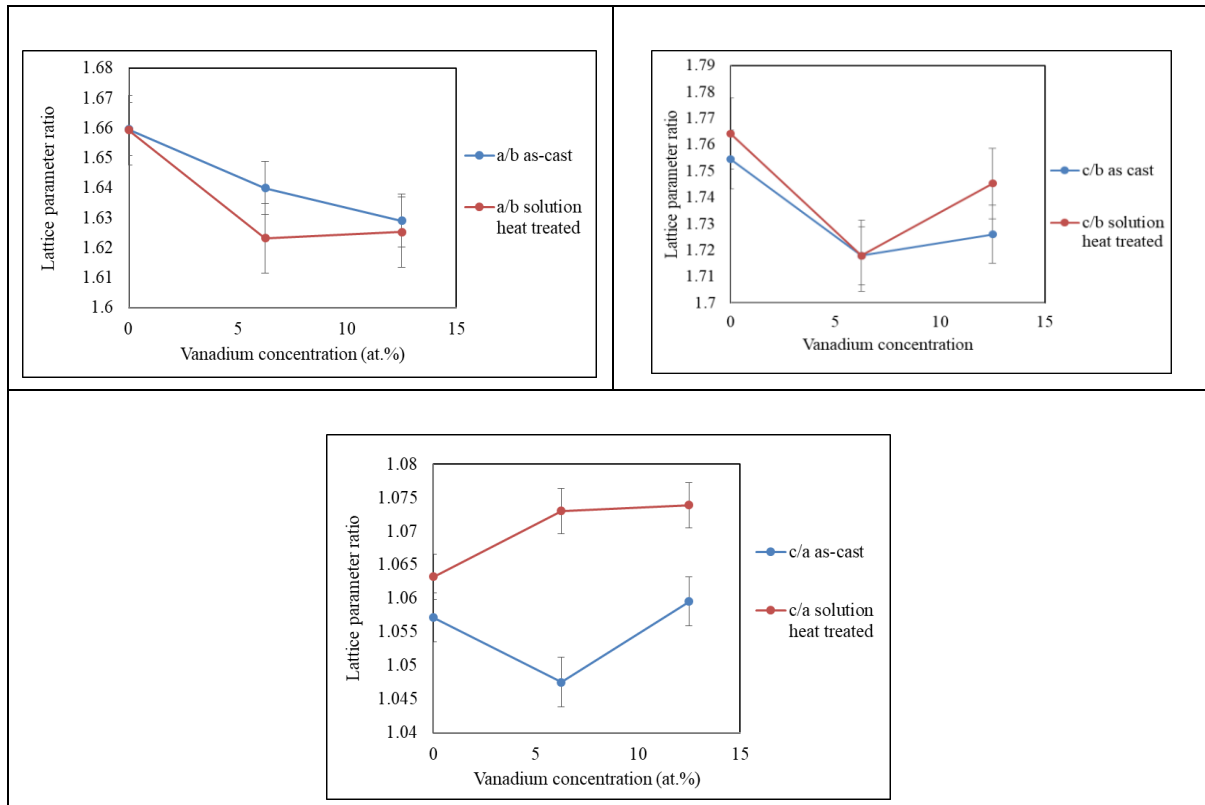 1.68
1.67
1.66
1.65
1.64
1.63
1.62
1.61
1.6
0
5
10
15
Lattice parameter ratio
Vanadium concentration (at.%)
a/b as-cast
a/b solution
heat treated
1.79
1.78
1.77
1.76
1.75
1.74
1.73
1.72
1.71
1.7
0
5
10
15
Lattice parameter ratio
Vanadium concentration
c/b as cast
c/b solution
heat treated
1.08
1.075
1.07
1.065
1.06
1.055
1.05
1.045
1.04
0
5
10
15
Lattice parameter ratio
Vanadium concentration (at.%)
c/a as-cast
c/a solution
heat treated